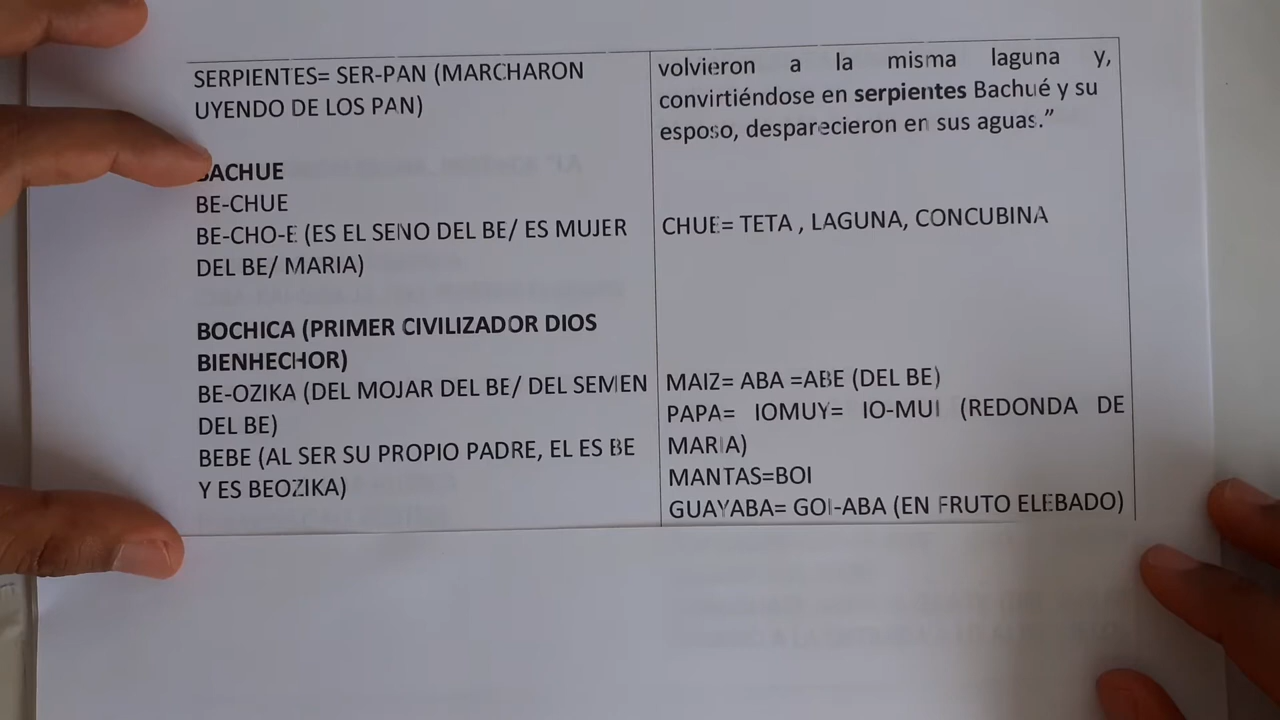 SERPIENTES= SER-PAN (MARCHARON
UYENDO DE LOS PAN)
BACHUE
BE-CHUE
BE-CHO-E (ES EL SENO DEL BE/ ES MUJER
DEL BE/ MARIA)
BOCHICA (PRIMER CIVILIZADOR DIOS
BIENHECHOR)
BE-OZIKA (DEL MOJAR DEL BE/ DEL SEMEN
DEL BE)
BEBE (AL SER SU PROPIO PADRE, EL ES BE
Y ES BEOZIKA)
volvieron a la misma laguna y,
convirtiéndose en serpientes Bachué y su
esposo, desparecieron en sus aguas.”
CHUE= TETA , LAGUNA, CONCUBINA
MAIZ= ABA =ABE (DEL BE)
PAPA= IOMUY= IO-MUI (REDONDA DE
MARIA)
MANTAS=BOI
GUAYABA= GOI-ABA (EN FRUTO ELEBADO)